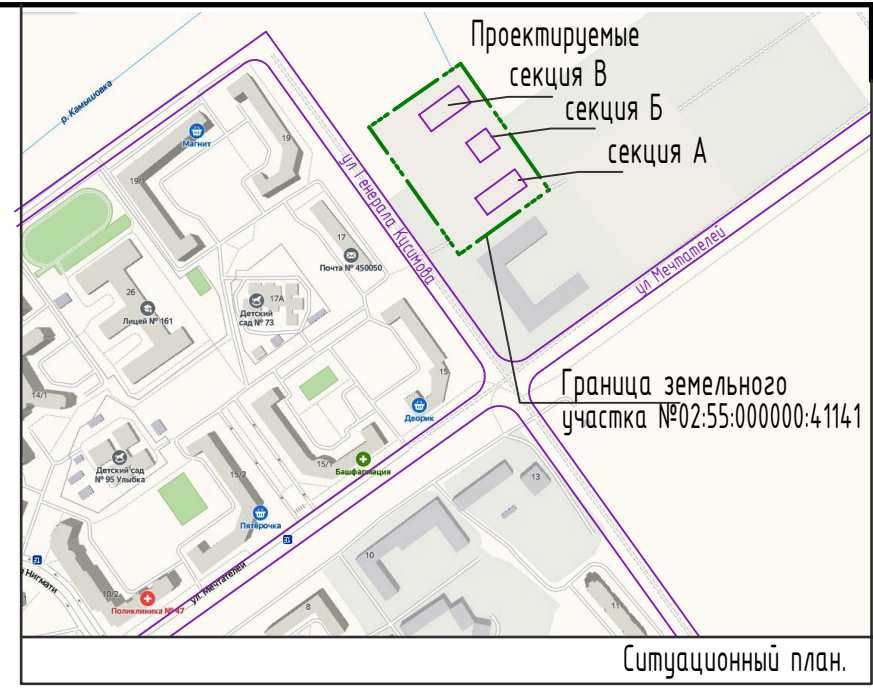 Проектируемые
секция В
секция Б
секция А
р. Камышовка
Магнит
19
19/1
ул Генерала Кусимова
17
Почта № 450050
26
Лицей № 161
17А
Детский
сад № 73
ул Мечтателей
14/1
15
Дворик
Граница земельного
участка №02:55:000000:41141
Детский сад
№ 95 Улыбка
15/2
15/1
Башфармация
Пятёрочка
13
10
Нигмати
10/2
Поликлиника № 47
ул. Мечтателей
8
11
Ситуационный план.